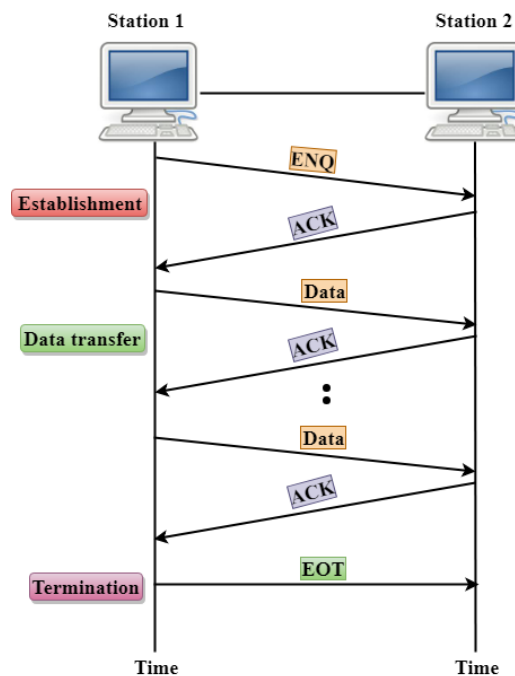 Station 1
Station 2
ENQ
Establishment
ACK
Data
Data transfer
ACK
Data
ACK
EOT
Termination
Time
Time